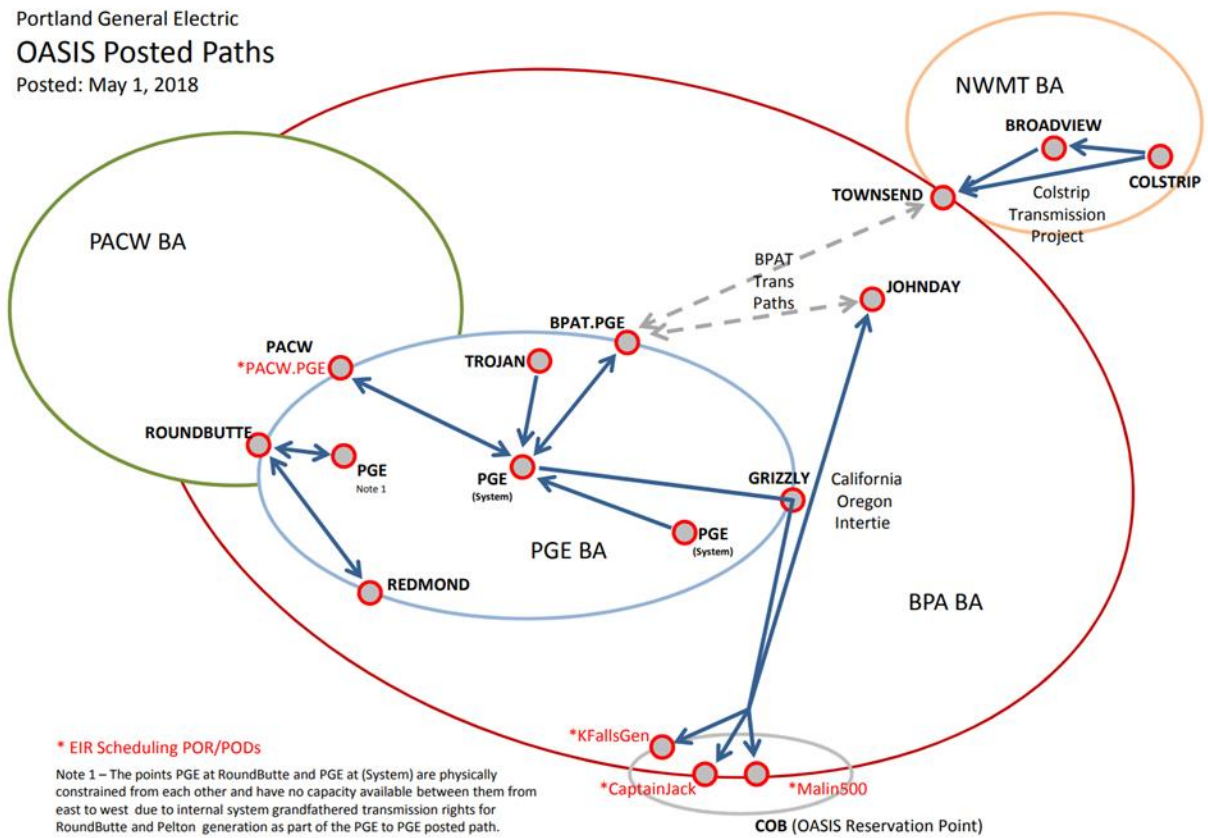 Portland General Electric
OASIS Posted Paths
Posted: May 1, 2018
NWMT BA
BROADVIEW
COLSTRIP
TOWNSEND
Colstrip
Transmission
Project
PACW BA
BPAT
Trans
Paths
JOHNDAY
BPAT.PGE
PACW
*PACW.PGE
TROJAN
ROUNDBUTTE
PGE
Note 1
PGE
(System)
GRIZZLY
California
Oregon
Intertie
PGE
(System)
PGE BA
REDMOND
BPA BA
*KFallsGen
*CaptainJack
*Malin500
COB (OASIS Reservation Point)
* EIR Scheduling POR/PODs
Note 1 – The points PGE at RoundButte and PGE at (System) are physically
constrained from each other and have no capacity available between them from
east to west due to internal system grandfathered transmission rights for
RoundButte and Pelton generation as part of the PGE to PGE posted path.